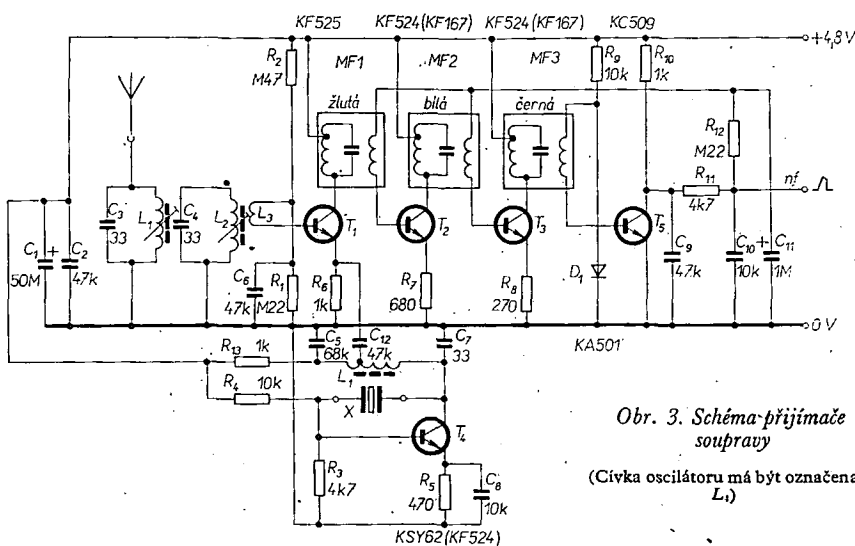 KF525
KF524(KF167)
KF524(KF167)
KC509
+4,8V
R2
M47
MF1
MF2
MF3
R9
10k
R10
1k
žlutá
bílá
černá
R12
M22
R11
4k7
nf
C3
33
L1
C4
33
L2
L3
T1
T2
T3
T5
C1
50M
C2
47k
C6
47k
R1
M22
R6
1k
R7
680
R8
270
D1
C9
47k
C10
10k
C11
1M
0V
KA501
R13
1k
C5
68k
C12
47k
C7
33
L1
R4
10k
X
T4
R3
4k7
R5
470
C8
10k
KSY62(KF524)
Obr. 3. Schéma přijímače
soupravy
(Cívka oscilátoru má být označena